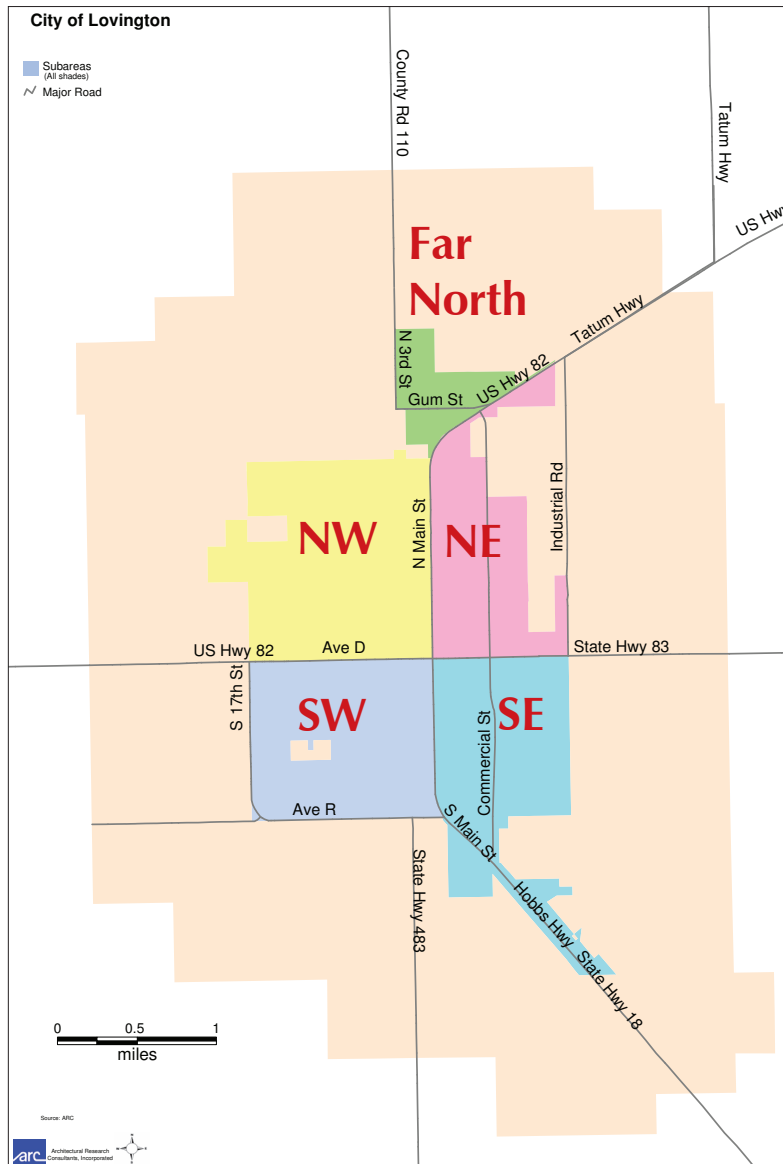 City of Lovington
Subareas
(All shades)
Major Road
County Rd 110
Tatum Hwy
US Hwy
Far
North
Tatum Hwy
N 3rd St
US Hwy 82
Gum St
N Main St
Industrial Rd
NW
NE
US Hwy 82
Ave D
State Hwy 83
S 17th St
SW
SE
Commercial St
Ave R
S Main St
State Hwy 483
Hobbs Hwy
State Hwy 18
0 0.5 1
miles
Source: ARC
arc
Architectural Research
Consultants, Incorporated